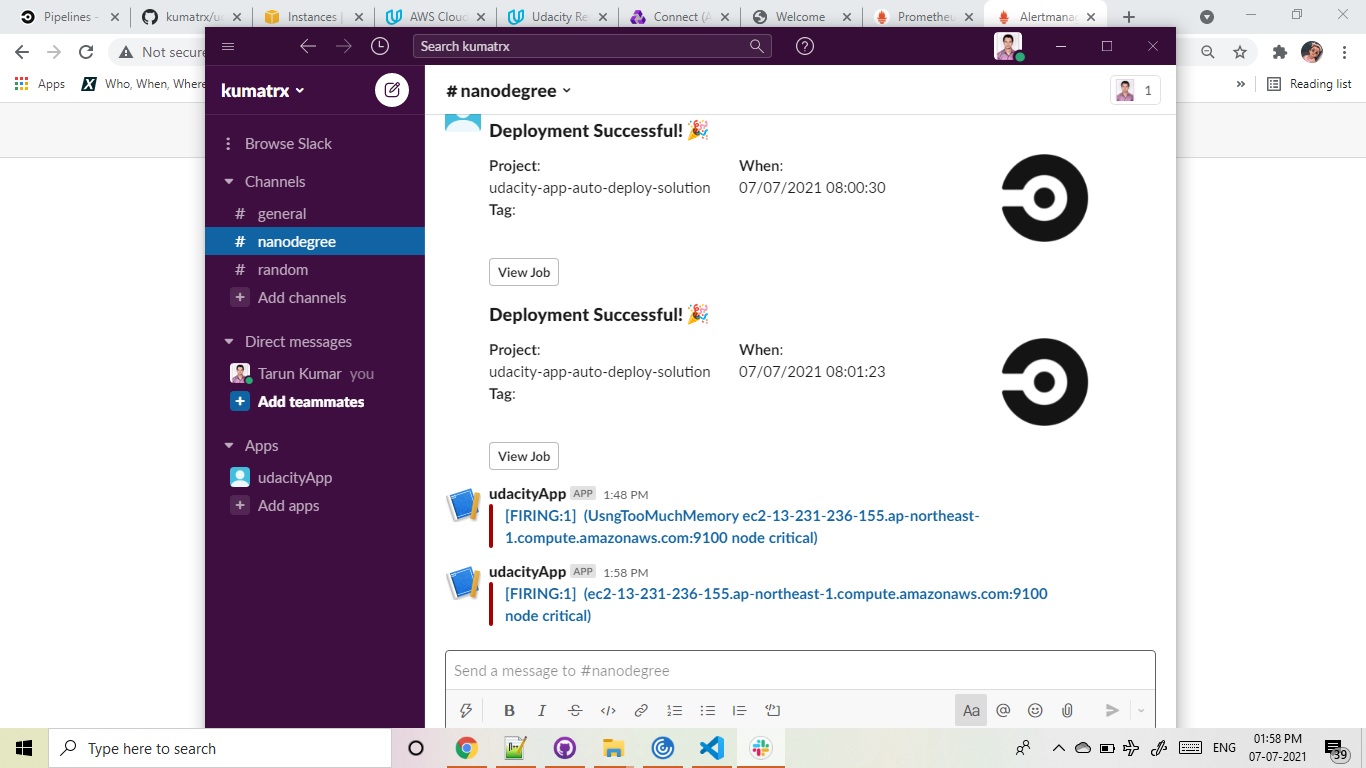 Pipelines -
kumatrx/u
Instances |
AWS Clou
Udacity Re
Connect (A
Welcome
Prometheu
Alertmana
Not secure
Apps
Who, When, Where
»
Reading list
Search kumatrx
kumatrx
# nanodegree
1
Browse Slack
Channels
# general
# nanodegree
# random
+ Add channels
Direct messages
Tarun Kumar you
+ Add teammates
Apps
udacityApp
+ Add apps
Deployment Successful! 🎉
Project: When:
udacity-app-auto-deploy-solution 07/07/2021 08:00:30
Tag:
View Job
Deployment Successful! 🎉
Project: When:
udacity-app-auto-deploy-solution 07/07/2021 08:01:23
Tag:
View Job
udacityApp APP 1:48 PM
[FIRING:1] (UsngTooMuchMemory ec2-13-231-236-155.ap-northeast-
1.compute.amazonaws.com:9100 node critical)
udacityApp APP 1:58 PM
[FIRING:1] (ec2-13-231-236-155.ap-northeast-1.compute.amazonaws.com:9100
node critical)
Send a message to #nanodegree
B I S </> Aa @
Type here to search
ENG
01:58 PM
07-07-2021
39